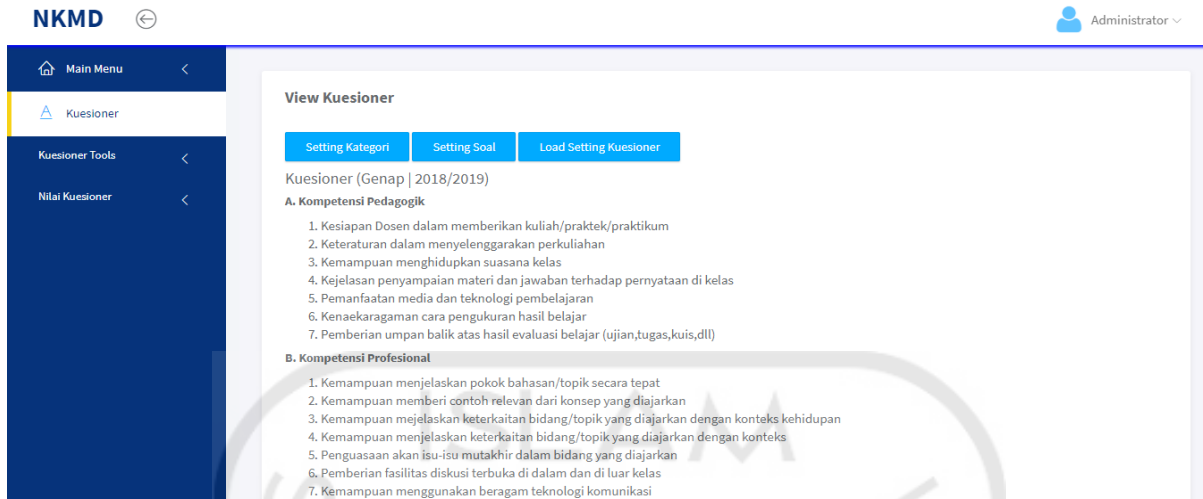 NKMD
Administrator
Main Menu
Kuesioner
Kuesioner Tools
Nilai Kuesioner
View Kuesioner
Setting Kategori Setting Soal Load Setting Kuesioner
Kuesioner (Genap | 2018/2019)
A. Kompetensi Pedagogik
1. Kesiapan Dosen dalam memberikan kuliah/praktek/praktikum
2. Keteraturan dalam menyelenggarakan perkuliahan
3. Kemampuan menghidupkan suasana kelas
4. Kejelasan penyampaian materi dan jawaban terhadap pernyataan di kelas
5. Pemanfaatan media dan teknologi pembelajaran
6. Kenaekaragaman cara pengukuran hasil belajar
7. Pemberian umpan balik atas hasil evaluasi belajar (ujian,tugas,kuis,dll)
B. Kompetensi Profesional
1. Kemampuan menjelaskan pokok bahasan/topik secara tepat
2. Kemampuan memberi contoh relevan dari konsep yang diajarkan
3. Kemampuan mejelaskan keterkaitan bidang/topik yang diajarkan dengan konteks kehidupan
4. Kemampuan menjelaskan keterkaitan bidang/topik yang diajarkan dengan konteks
5. Penguasaan akan isu-isu mutakhir dalam bidang yang diajarkan
6. Pemberian fasilitas diskusi terbuka di dalam dan di luar kelas
7. Kemampuan menggunakan beragam teknologi komunikasi
ISLAM